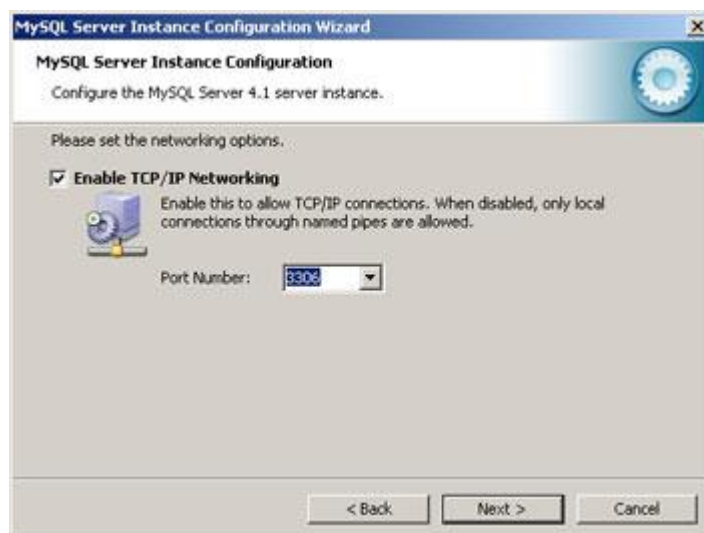 MySQL Server Instance Configuration Wizard
MySQL Server Instance Configuration
Configure the MySQL Server 4.1 server instance.
Please set the networking options.
Enable TCP/IP Networking
Enable this to allow TCP/IP connections. When disabled, only local
connections through named pipes are allowed.
Port Number: 3306
< Back Next > Cancel